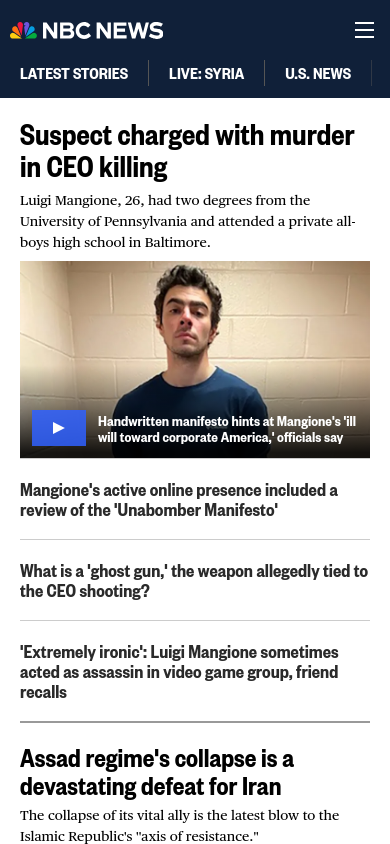 NBC NEWS
LATEST STORIES
LIVE: SYRIA
U.S. NEWS
Suspect charged with murder
in CEO killing
Luigi Mangione, 26, had two degrees from the
University of Pennsylvania and attended a private all-
boys high school in Baltimore.
Handwritten manifesto hints at Mangione's 'ill
will toward corporate America,' officials say
Mangione's active online presence included a
review of the 'Unabomber Manifesto'
What is a 'ghost gun,' the weapon allegedly tied to
the CEO shooting?
'Extremely ironic': Luigi Mangione sometimes
acted as assassin in video game group, friend
recalls
Assad regime's collapse is a
devastating defeat for Iran
The collapse of its vital ally is the latest blow to the
Islamic Republic's "axis of resistance."